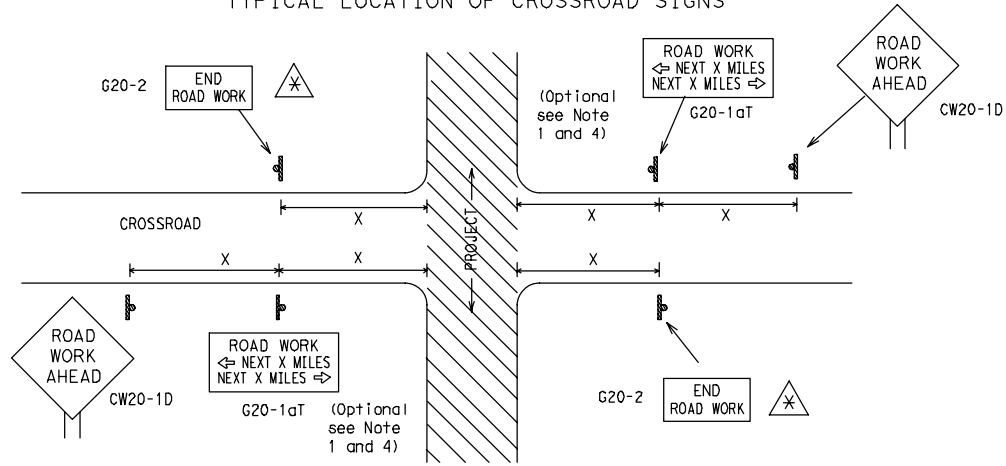 TYPICAL LOCATION OF CROSSROAD SIGNS
G20-2
END
ROAD WORK
*
(Optional
see Note
1 and 4)
ROAD WORK
⇦ NEXT X MILES
NEXT X MILES ⇨
G20-1aT
ROAD
WORK
AHEAD
CW20-1D
X
X
X
CROSSROAD
PROJECT
X
X
X
ROAD
WORK
AHEAD
CW20-1D
ROAD WORK
⇦ NEXT X MILES
NEXT X MILES ⇨
G20-1aT
(Optional
see Note
1 and 4)
G20-2
END
ROAD WORK
*